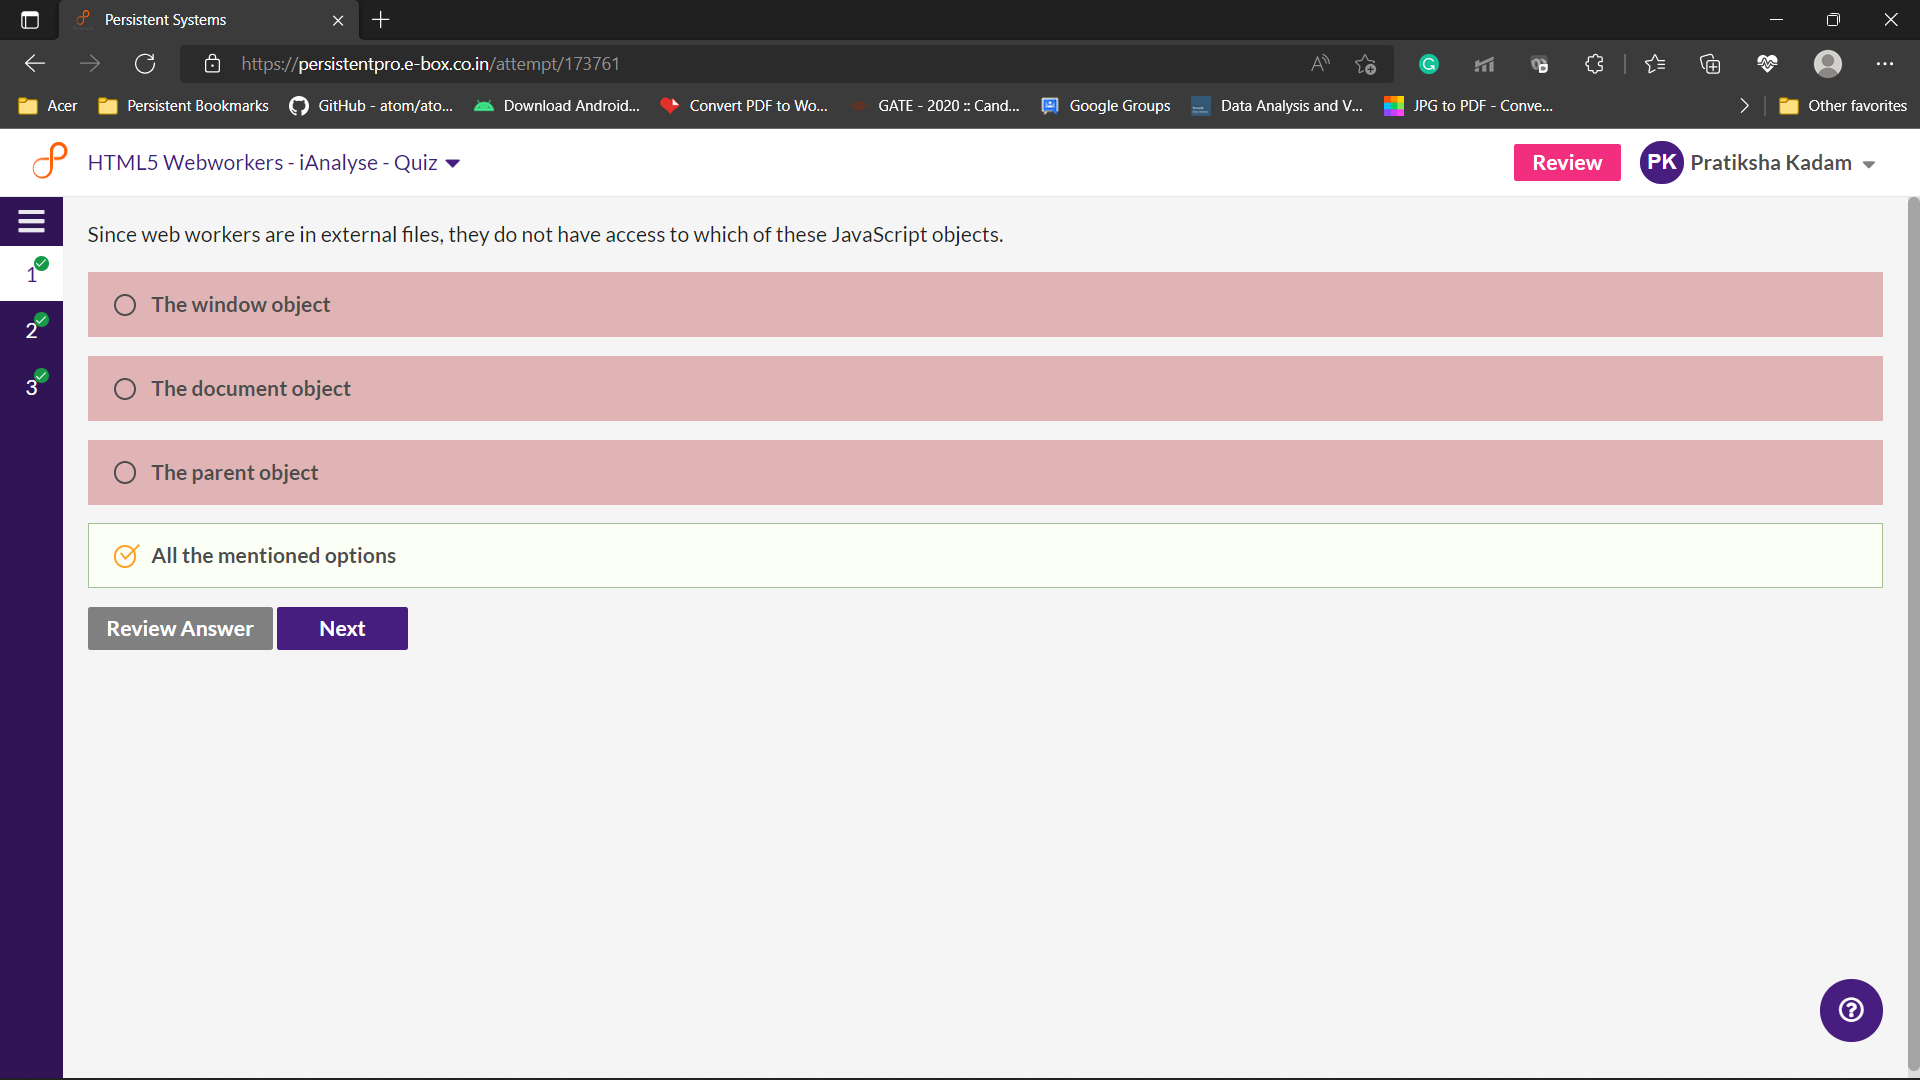 Persistent Systems
https://persistentpro.e-box.co.in/attempt/173761
Acer Persistent Bookmarks GitHub - atom/ato... Download Android... Convert PDF to Wo... GATE - 2020 :: Cand... Google Groups Data Analysis and V... JPG to PDF - Conve... Other favorites
HTML5 Webworkers - iAnalyse - Quiz Review PK Pratiksha Kadam
Since web workers are in external files, they do not have access to which of these JavaScript objects.
1
The window object
2
The document object
3
The parent object
All the mentioned options
Review Answer Next